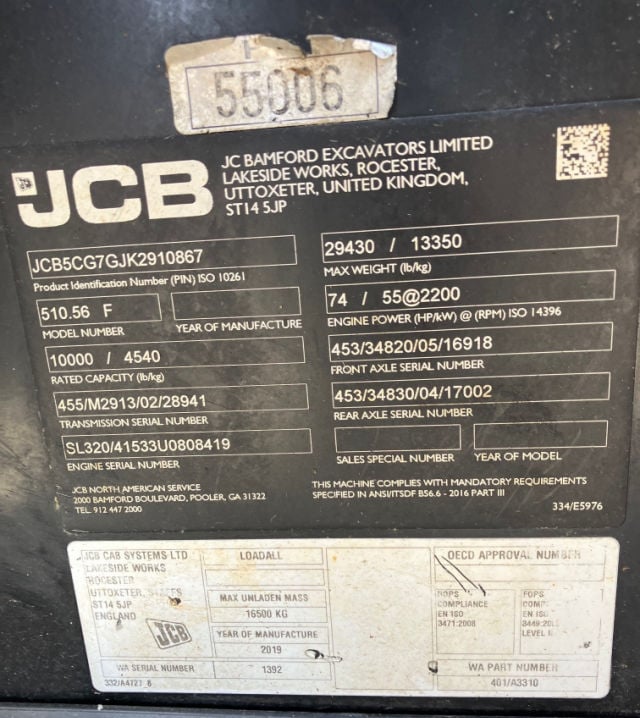 55006
JCB
JC BAMFORD EXCAVATORS LIMITED
LAKESIDE WORKS, ROCESTER,
UTTOXETER, UNITED KINGDOM,
ST14 5JP
JCB5CG7GJK2910867
Product Identification Number (PIN) ISO 10261
510.56 F
MODEL NUMBER YEAR OF MANUFACTURE
10000 / 4540
RATED CAPACITY (lb/kg)
455/M2913/02/28941
TRANSMISSION SERIAL NUMBER
SL320/41533U0808419
ENGINE SERIAL NUMBER
29430 / 13350
MAX WEIGHT (lb/kg)
74 / 55@2200
ENGINE POWER (HP/kW) @ (RPM) ISO 14396
453/34820/05/16918
FRONT AXLE SERIAL NUMBER
453/34830/04/17002
REAR AXLE SERIAL NUMBER
SALES SPECIAL NUMBER YEAR OF MODEL
JCB NORTH AMERICAN SERVICE
2000 BAMFORD BOULEVARD, POOLER, GA 31322
TEL. 912 447 2000
THIS MACHINE COMPLIES WITH MANDATORY REQUIREMENTS
SPECIFIED IN ANSI/ITSDF B56.6 - 2016 PART III
334/E5976
JCB CAB SYSTEMS LTD
LAKESIDE WORKS
ROCESTER
UTTOXETER,
ST14 5JP
ENGLAND
JCB
332/A4727 8
LOADALL
MAX UNLADEN MASS
16500 KG
YEAR OF MANUFACTURE
2019
WA SERIAL NUMBER 1392
OECD APPROVAL NUMBER
ROPS
COMPLIANCE
EN ISO
3471:2008
FOPS
EN ISO
LEVEL
WA PART NUMBER
401/A3310